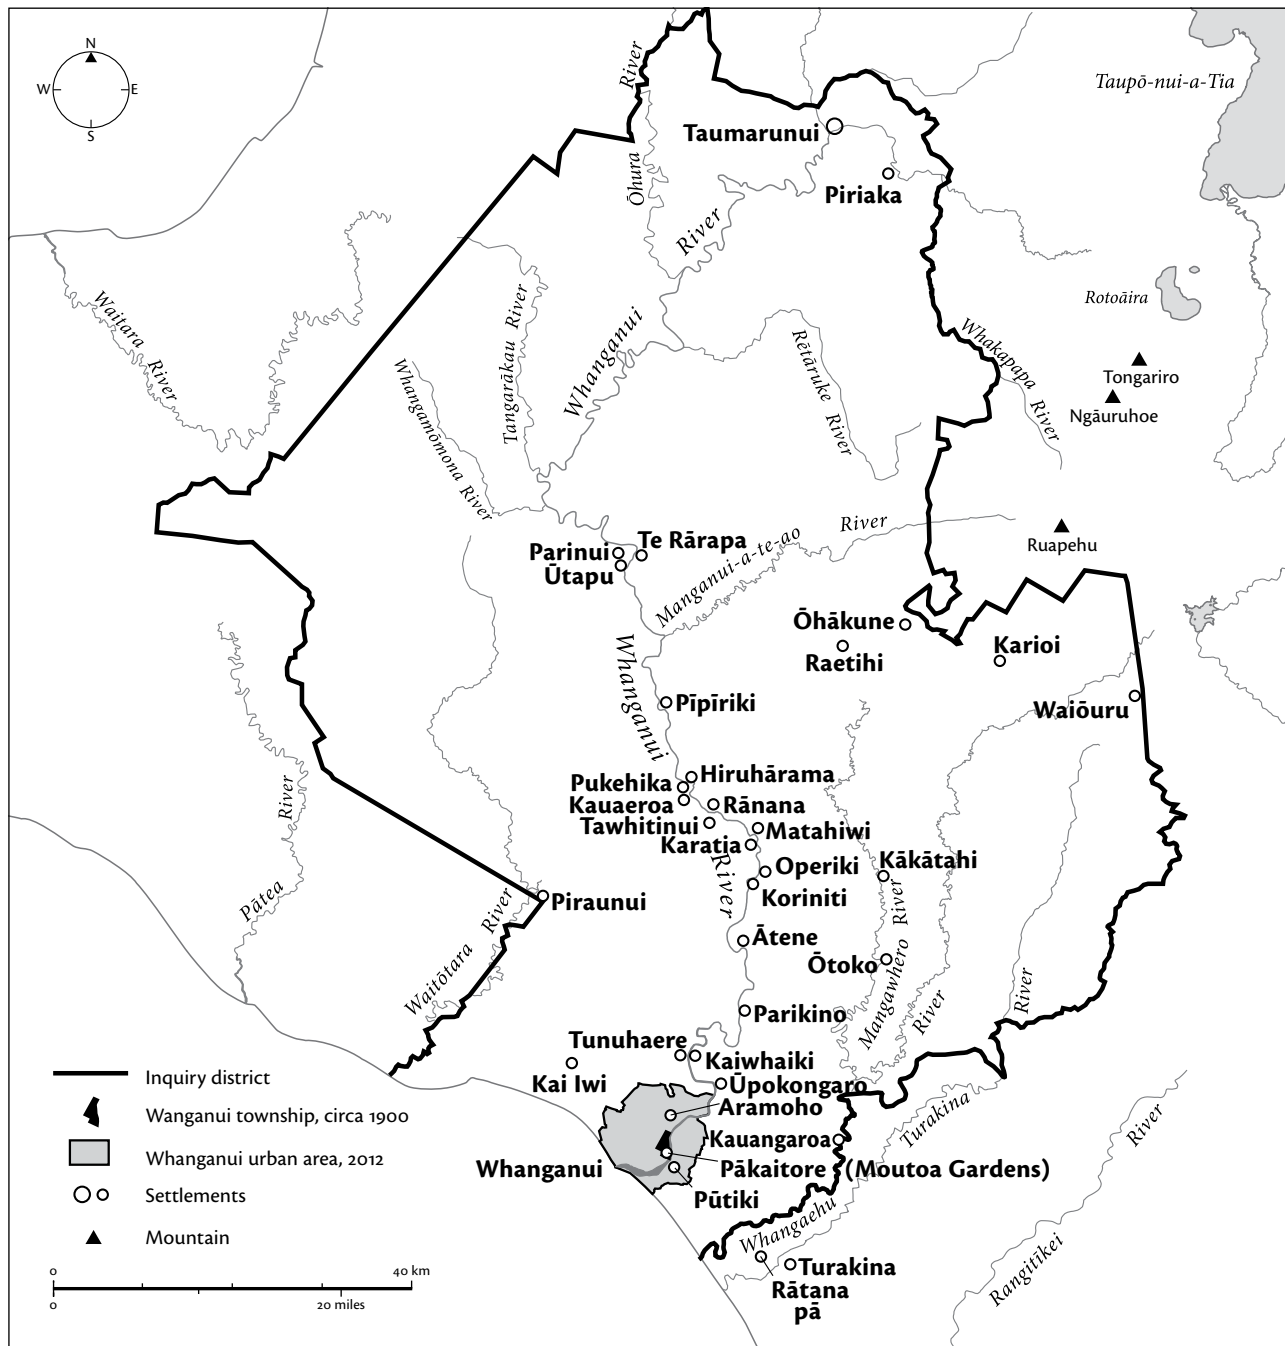 N
W
E
S
Taupō-nui-a-Tia
River
Taumarunui
Ōhura
Piriaka
River
Rotoāira
Waitara
River
Tangarākau River
Whanganui
Whakapapa
River
Rētāruke
River
Tongariro
Ngāuruhoe
Whangamōmona River
River
Manganui-a-te-ao
Ruapehu
Parinui
Te Rārapa
Ūtapu
Ōhākune
Raetihi
Karioi
Whanganui
Pīpīriki
Waiōuru
Hiruhārama
Pukehika
Kauaeroa
Rānana
Tawhitinui
Matahiwi
Karatia
River
Operiki
Kākātahi
Koriniti
River
Pātea
Piraunui
River
Waitōtara
Ātene
Ōtoko
River
Mangawhero
River
River
Parikino
Tunuhaere
Kaiwhaiki
Kai Iwi
Ūpokongaro
Aramoho
Turakina
River
Kauangaroa
Whanganui
Pākaitore (Moutoa Gardens)
Pūtiki
Whangaehu
Turakina
Rātana
pā
Rangitīkei
Inquiry district
Wanganui township, circa 1900
Whanganui urban area, 2012
Settlements
Mountain
0
40 km
0
20 miles